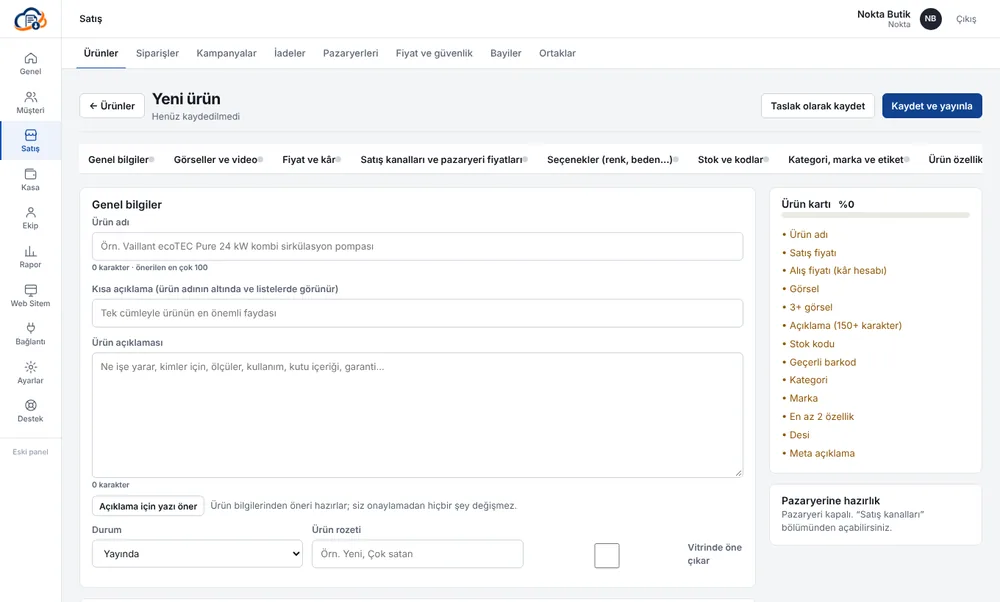 Satış
Nokta Butik
Nokta
NB
Çıkış
Genel
Müşteri
Satış
Kasa
Ekip
Rapor
Web Sitem
Bağlantı
Ayarlar
Destek
Eski panel
Ürünler
Siparişler
Kampanyalar
İadeler
Pazaryerleri
Fiyat ve güvenlik
Bayiler
Ortaklar
← Ürünler
Yeni ürün
Henüz kaydedilmedi
Taslak olarak kaydet
Kaydet ve yayınla
Genel bilgiler
Görseller ve video
Fiyat ve kâr
Satış kanalları ve pazaryeri fiyatları
Seçenekler (renk, beden...)
Stok ve kodlar
Kategori, marka ve etiket
Ürün özellik
Genel bilgiler
Ürün adı
Örn. Vaillant ecoTEC Pure 24 kW kombi sirkülasyon pompası
0 karakter · önerilen en çok 100
Kısa açıklama (ürün adının altında ve listelerde görünür)
Tek cümleyle ürünün en önemli faydası
Ürün açıklaması
Ne işe yarar, kimler için, ölçüler, kullanım, kutu içeriği, garanti...
0 karakter
Açıklama için yazı öner
Ürün bilgilerinden öneri hazırlar; siz onaylamadan hiçbir şey değişmez.
Durum
Yayında
Ürün rozeti
Örn. Yeni, Çok satan
Vitrinde öne
çıkar
Ürün kartı %0
• Ürün adı
• Satış fiyatı
• Alış fiyatı (kâr hesabı)
• Görsel
• 3+ görsel
• Açıklama (150+ karakter)
• Stok kodu
• Geçerli barkod
• Kategori
• Marka
• En az 2 özellik
• Desi
• Meta açıklama
Pazaryerine hazırlık
Pazaryeri kapalı. “Satış kanalları”
bölümünden açabilirsiniz.